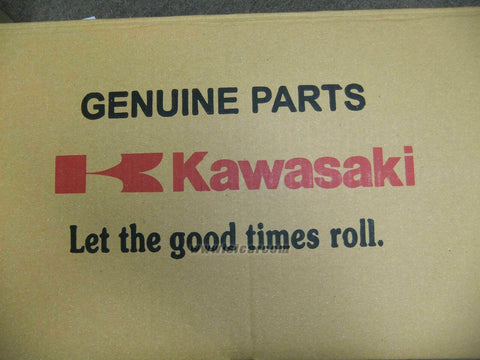 GENUINE PARTS
Kawasaki
Let the good times roll.